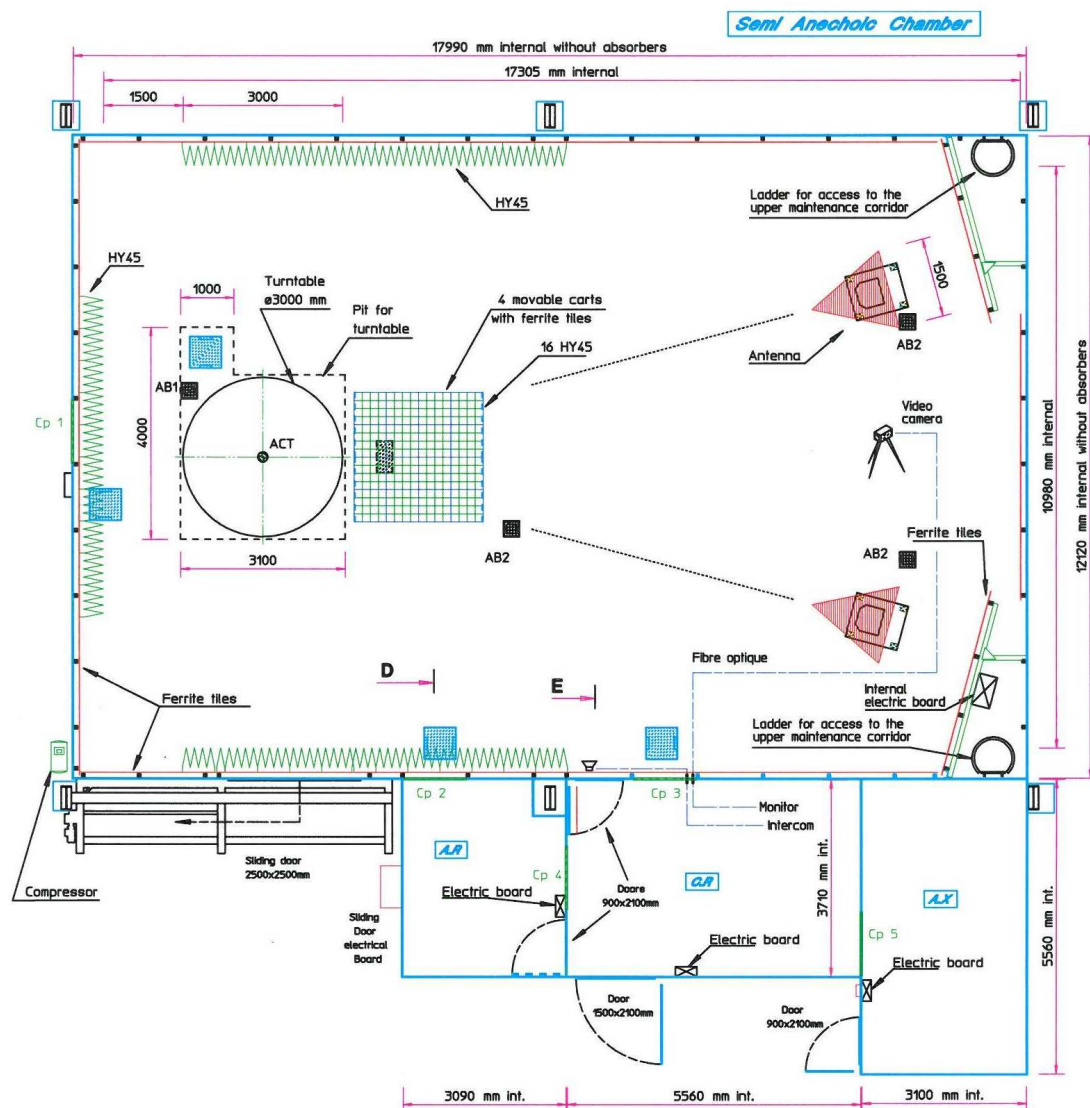 Semi Anechoic Chamber
17990 mm internal without absorbers
17305 mm internal
1500
3000
HY45
Ladder for access to the
upper maintenance corridor
HY45
1000
Turntable
ø3000 mm
Pit for
turntable
4 movable carts
with ferrite tiles
16 HY45
1500
Antenna
AB2
AB1
Cp 1
4000
ACT
Video
camera
10980 mm internal
12120 mm internal without absorbers
AB2
AB2
3100
Ferrite tiles
D
E
Fibre optique
Ferrite tiles
Internal
electric board
Ladder for access to the
upper maintenance corridor
Cp 2
Cp 3
Monitor
Intercom
Sliding door
2500x2500mm
Compressor
A.R
Cp 4
Electric board
Doors
900x2100mm
C.R
3710 mm int.
A.X
5560 mm int.
Sliding
Door
electrical
Board
Cp 5
Electric board
Electric board
Door
1500x2100mm
Door
900x2100mm
3090 mm int.
5560 mm int.
3100 mm int.